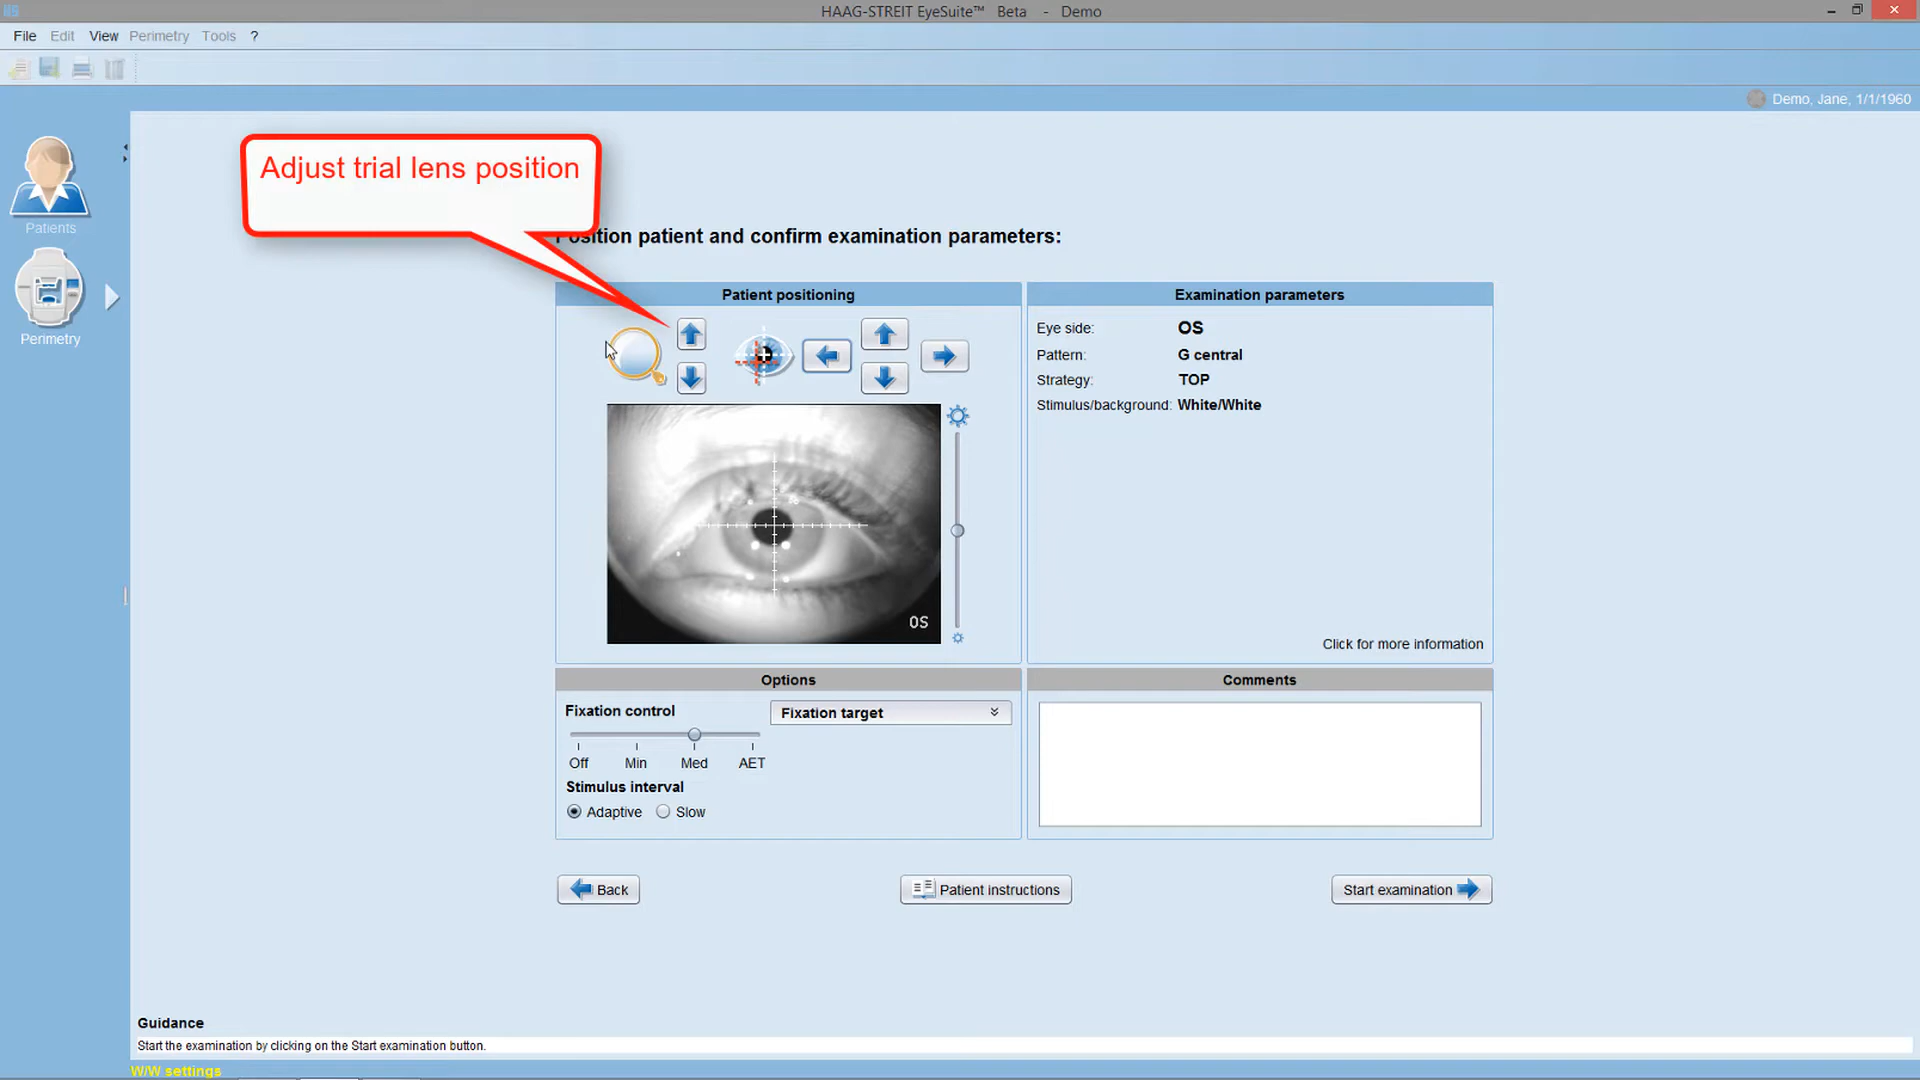 HAAG-STREIT EyeSuite™ Beta - Demo
File Edit View Perimetry Tools ?
Demo, Jane, 1/1/1960
Patients
Perimetry
Adjust trial lens position
osition patient and confirm examination parameters:
Patient positioning
OS
Examination parameters
Eye side: OS
Pattern: G central
Strategy: TOP
Stimulus/background: White/White
Click for more information
Options
Fixation control
Fixation target
Off Min Med AET
Stimulus interval
Adaptive Slow
Comments
Back
Patient instructions
Start examination
Guidance
Start the examination by clicking on the Start examination button.
W/W settings